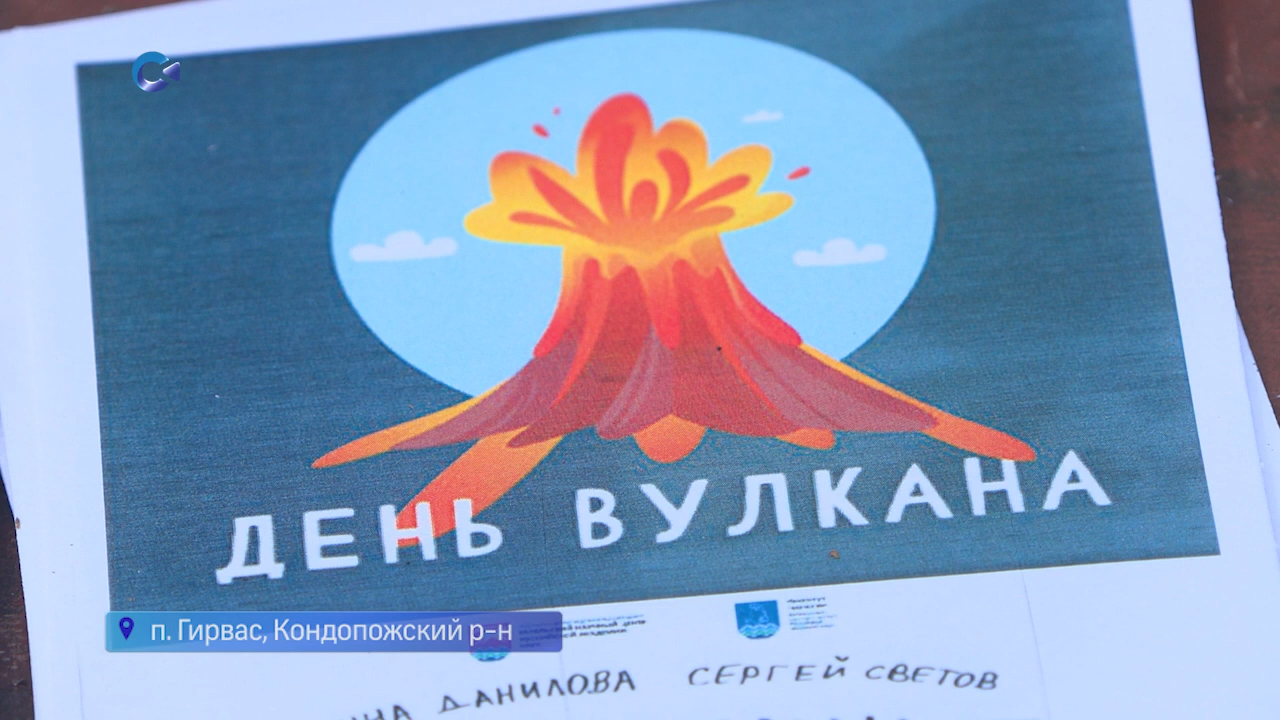 ДЕНЬ ВУЛКАНА
п. Гирвас, Кондопожский р-н
ДАНИЛОВА СЕРГЕЙ СВЕТОВ